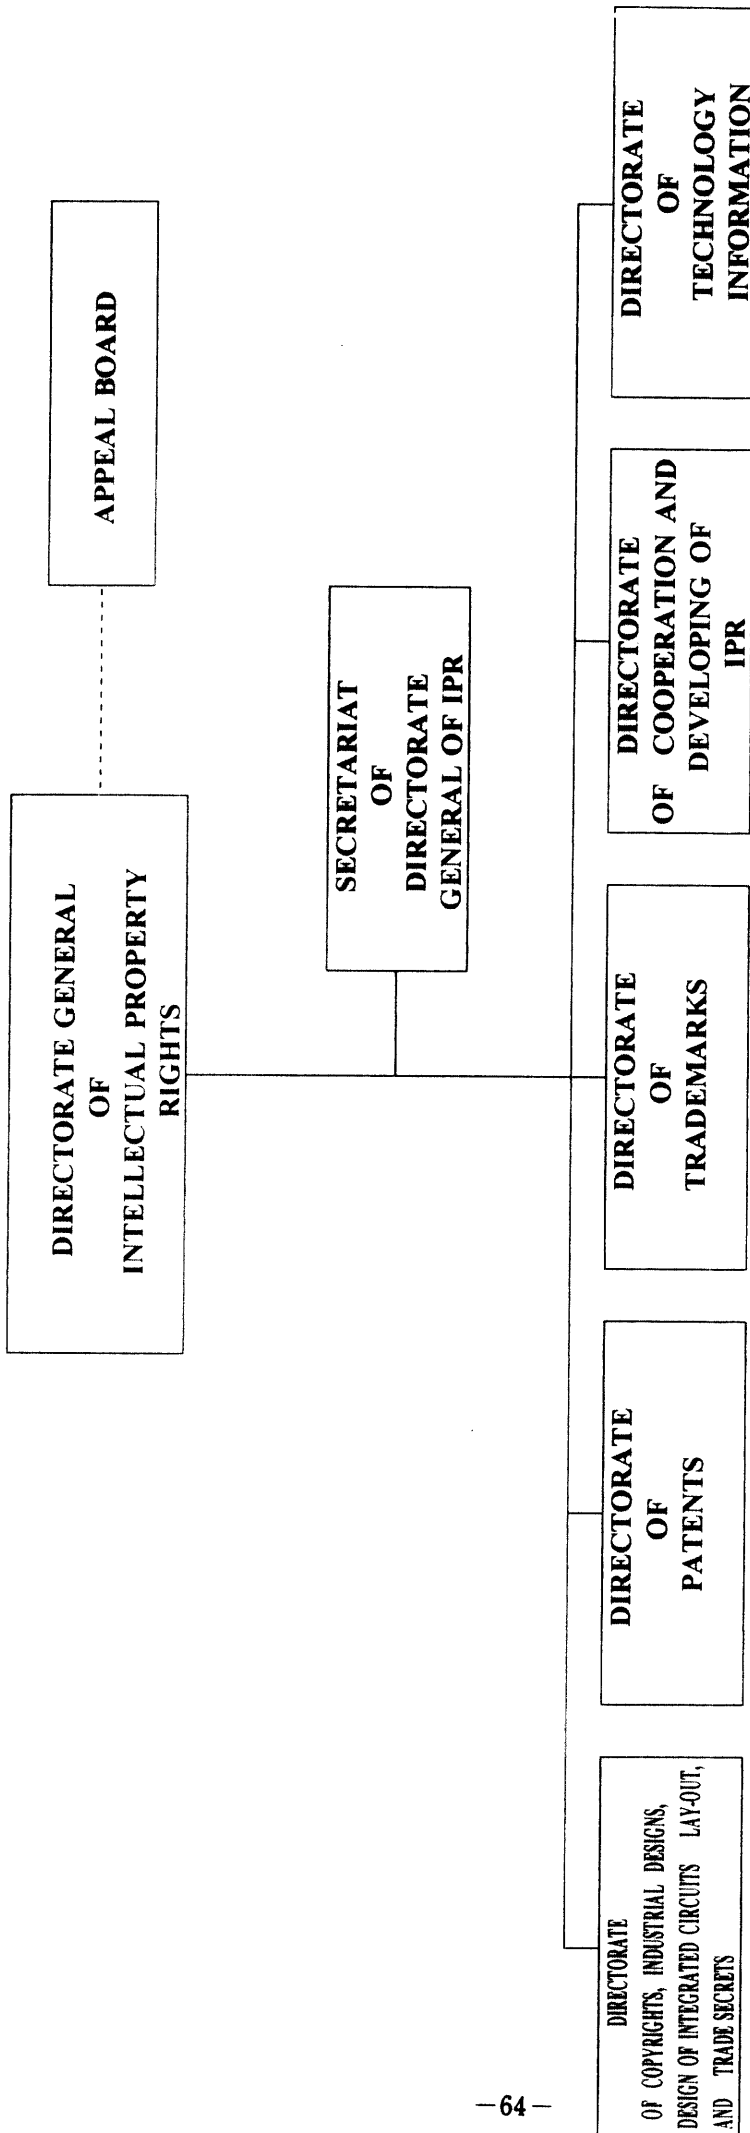 DIRECTORATE GENERAL
OF
INTELLECTUAL PROPERTY
RIGHTS
APPEAL BOARD
SECRETARIAT
OF
DIRECTORATE
GENERAL OF IPR
DIRECTORATE
OF COPYRIGHTS, INDUSTRIAL DESIGNS,
DESIGN OF INTEGRATED CIRCUITS LAY-OUT,
AND TRADE SECRETS
DIRECTORATE
OF
PATENTS
DIRECTORATE
OF
TRADEMARKS
DIRECTORATE
OF COOPERATION AND
DEVELOPING OF
IPR
DIRECTORATE
OF
TECHNOLOGY
INFORMATION
—64—